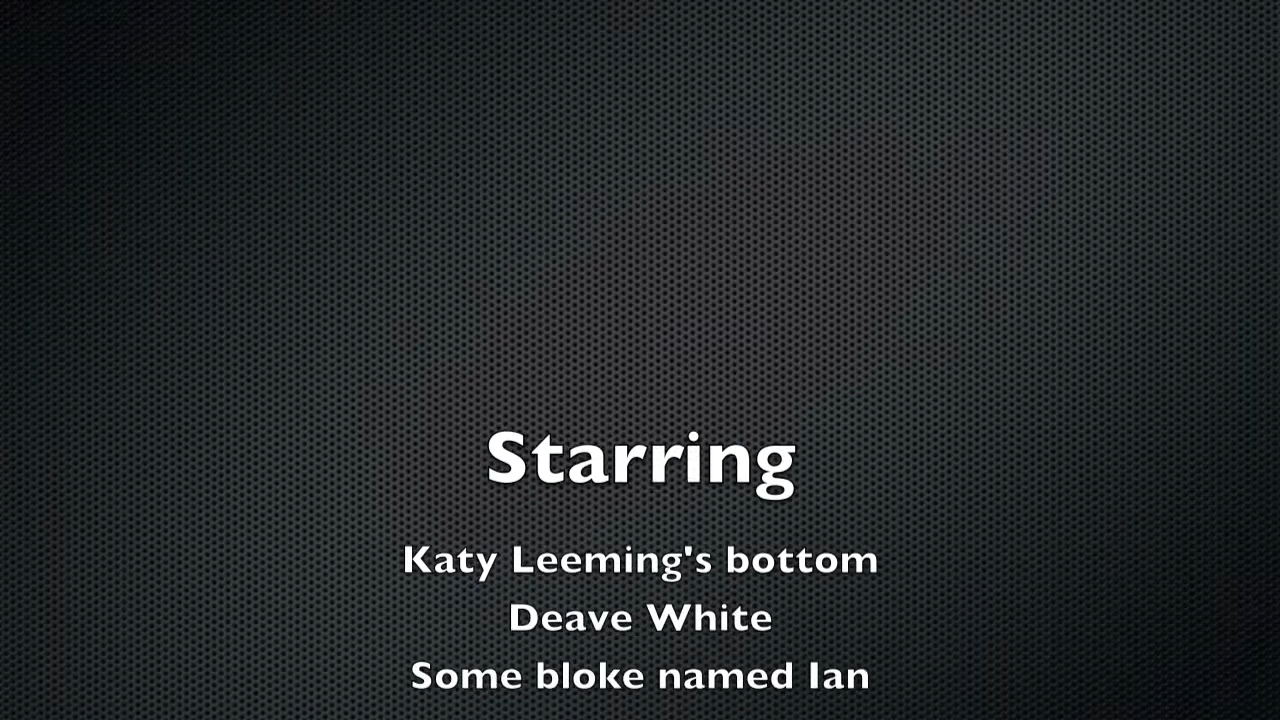 Starring
Katy Leeming's bottom
Deave White
Some bloke named Ian